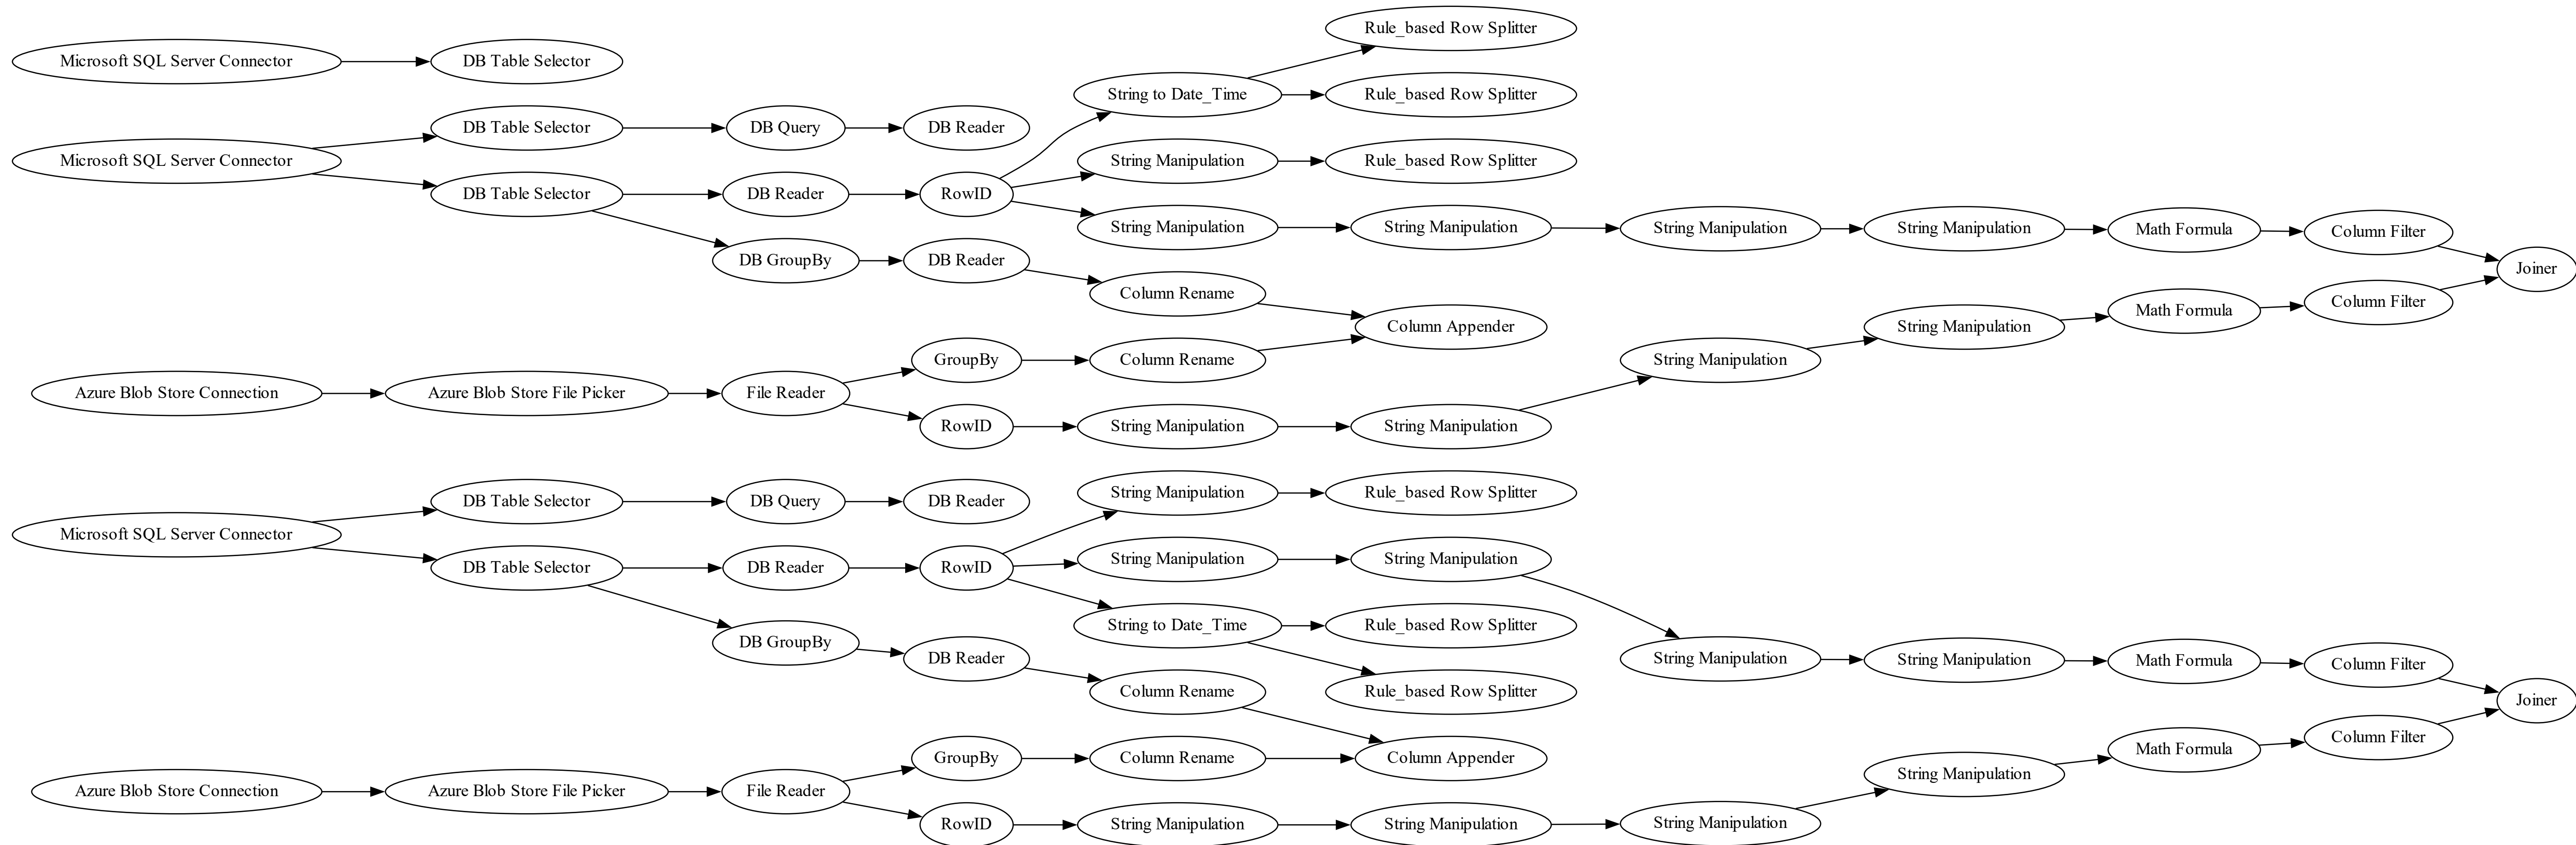 Rule_based Row Splitter
Microsoft SQL Server Connector
DB Table Selector
String to Date_Time
Rule_based Row Splitter
DB Table Selector
DB Query
DB Reader
Microsoft SQL Server Connector
String Manipulation
Rule_based Row Splitter
DB Table Selector
DB Reader
RowID
String Manipulation
String Manipulation
String Manipulation
String Manipulation
Math Formula
Column Filter
DB GroupBy
DB Reader
Joiner
Column Rename
Column Filter
Math Formula
Column Appender
String Manipulation
GroupBy
Column Rename
String Manipulation
Azure Blob Store Connection
Azure Blob Store File Picker
File Reader
RowID
String Manipulation
String Manipulation
String Manipulation
Rule_based Row Splitter
DB Table Selector
DB Query
DB Reader
Microsoft SQL Server Connector
String Manipulation
String Manipulation
DB Table Selector
DB Reader
RowID
String to Date_Time
Rule_based Row Splitter
DB GroupBy
DB Reader
String Manipulation
String Manipulation
Math Formula
Column Filter
Column Rename
Rule_based Row Splitter
Joiner
Column Filter
Math Formula
GroupBy
Column Rename
Column Appender
String Manipulation
Azure Blob Store Connection
Azure Blob Store File Picker
File Reader
RowID
String Manipulation
String Manipulation
String Manipulation